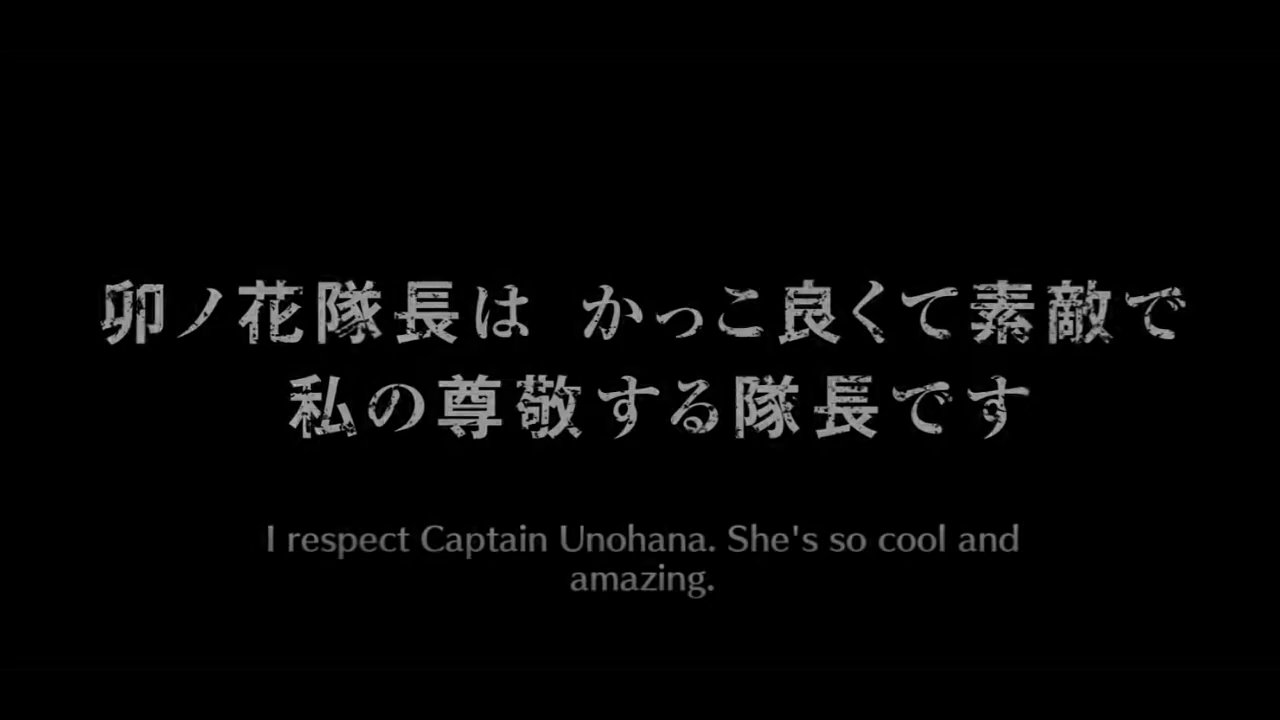 卯ノ花隊長は かっこ良くて素敵で
私の尊敬する隊長です
I respect Captain Unohana. She's so cool and
amazing.